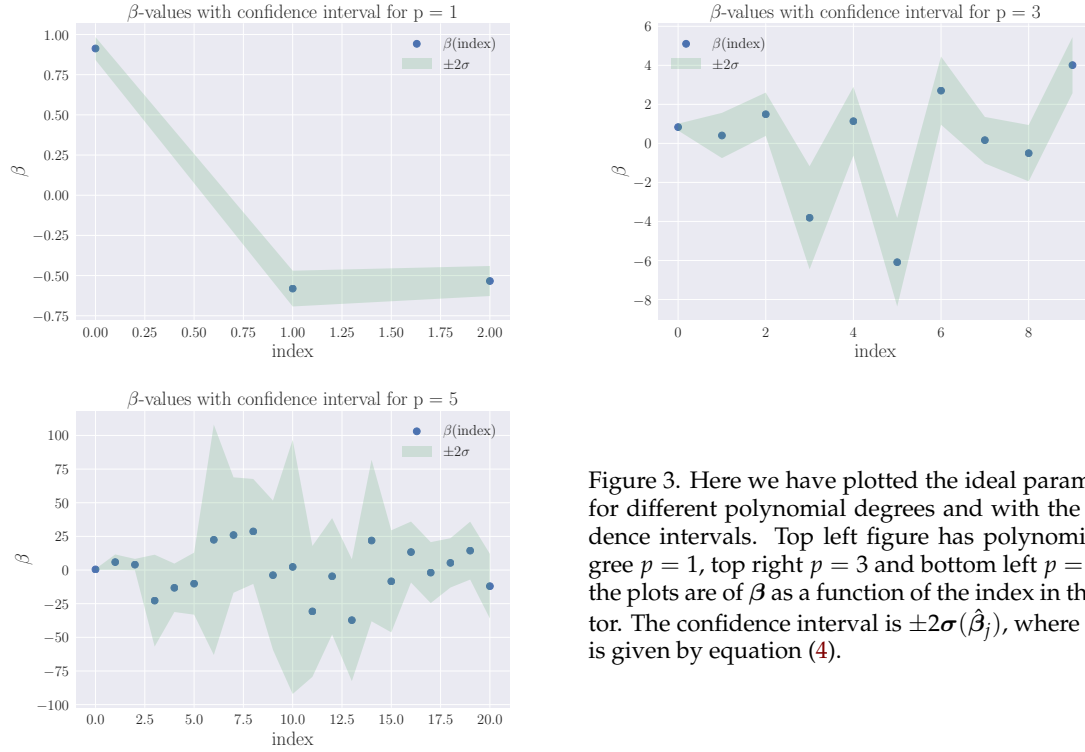 β-values with confidence interval for p = 1
1.00
0.75
0.50
0.25
0.00
−0.25
−0.50
−0.75
β
β(index)
±2σ
0.00 0.25 0.50 0.75 1.00 1.25 1.50 1.75 2.00
index
β-values with confidence interval for p = 3
6
4
2
0
−2
−4
−6
−8
β
β(index)
±2σ
0 2 4 6 8
index
β-values with confidence interval for p = 5
100
75
50
25
0
−25
−50
−75
−100
β
β(index)
±2σ
0.0 2.5 5.0 7.5 10.0 12.5 15.0 17.5 20.0
index
Figure 3. Here we have plotted the ideal param
for different polynomial degrees and with the
dence intervals. Top left figure has polynomi
gree p = 1, top right p = 3 and bottom left p =
the plots are of β as a function of the index in th
tor. The confidence interval is ±2σ(β̂j), where
is given by equation (4).